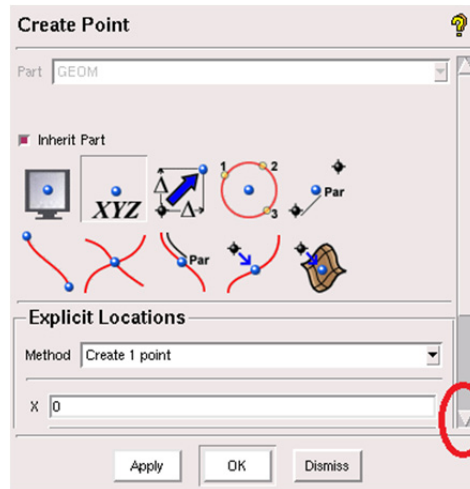 Create Point
Part GEOM
Inherit Part
1 2
Δ
XYZ Δ 3 Par
Par
Explicit Locations
Method Create 1 point
X 0
Apply OK Dismiss